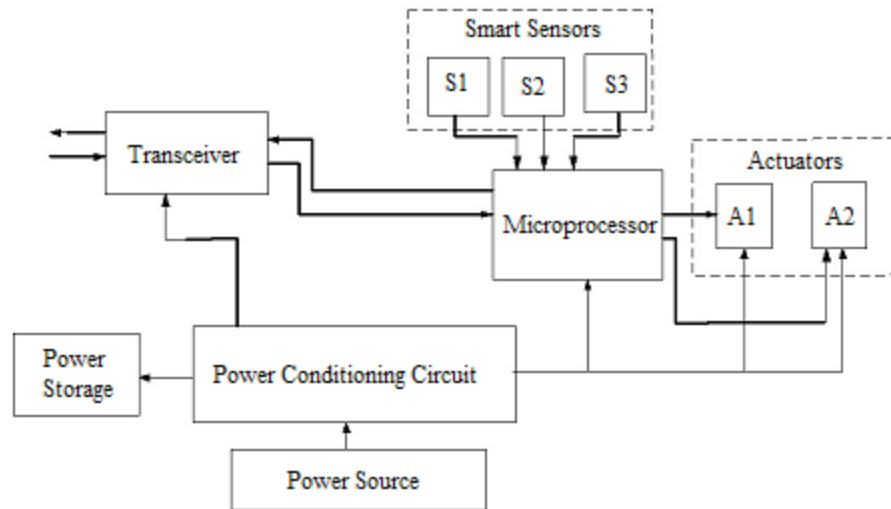 Smart Sensors
S1 S2 S3
Transceiver
Actuators
Microprocessor
A1 A2
Power
Storage
Power Conditioning Circuit
Power Source